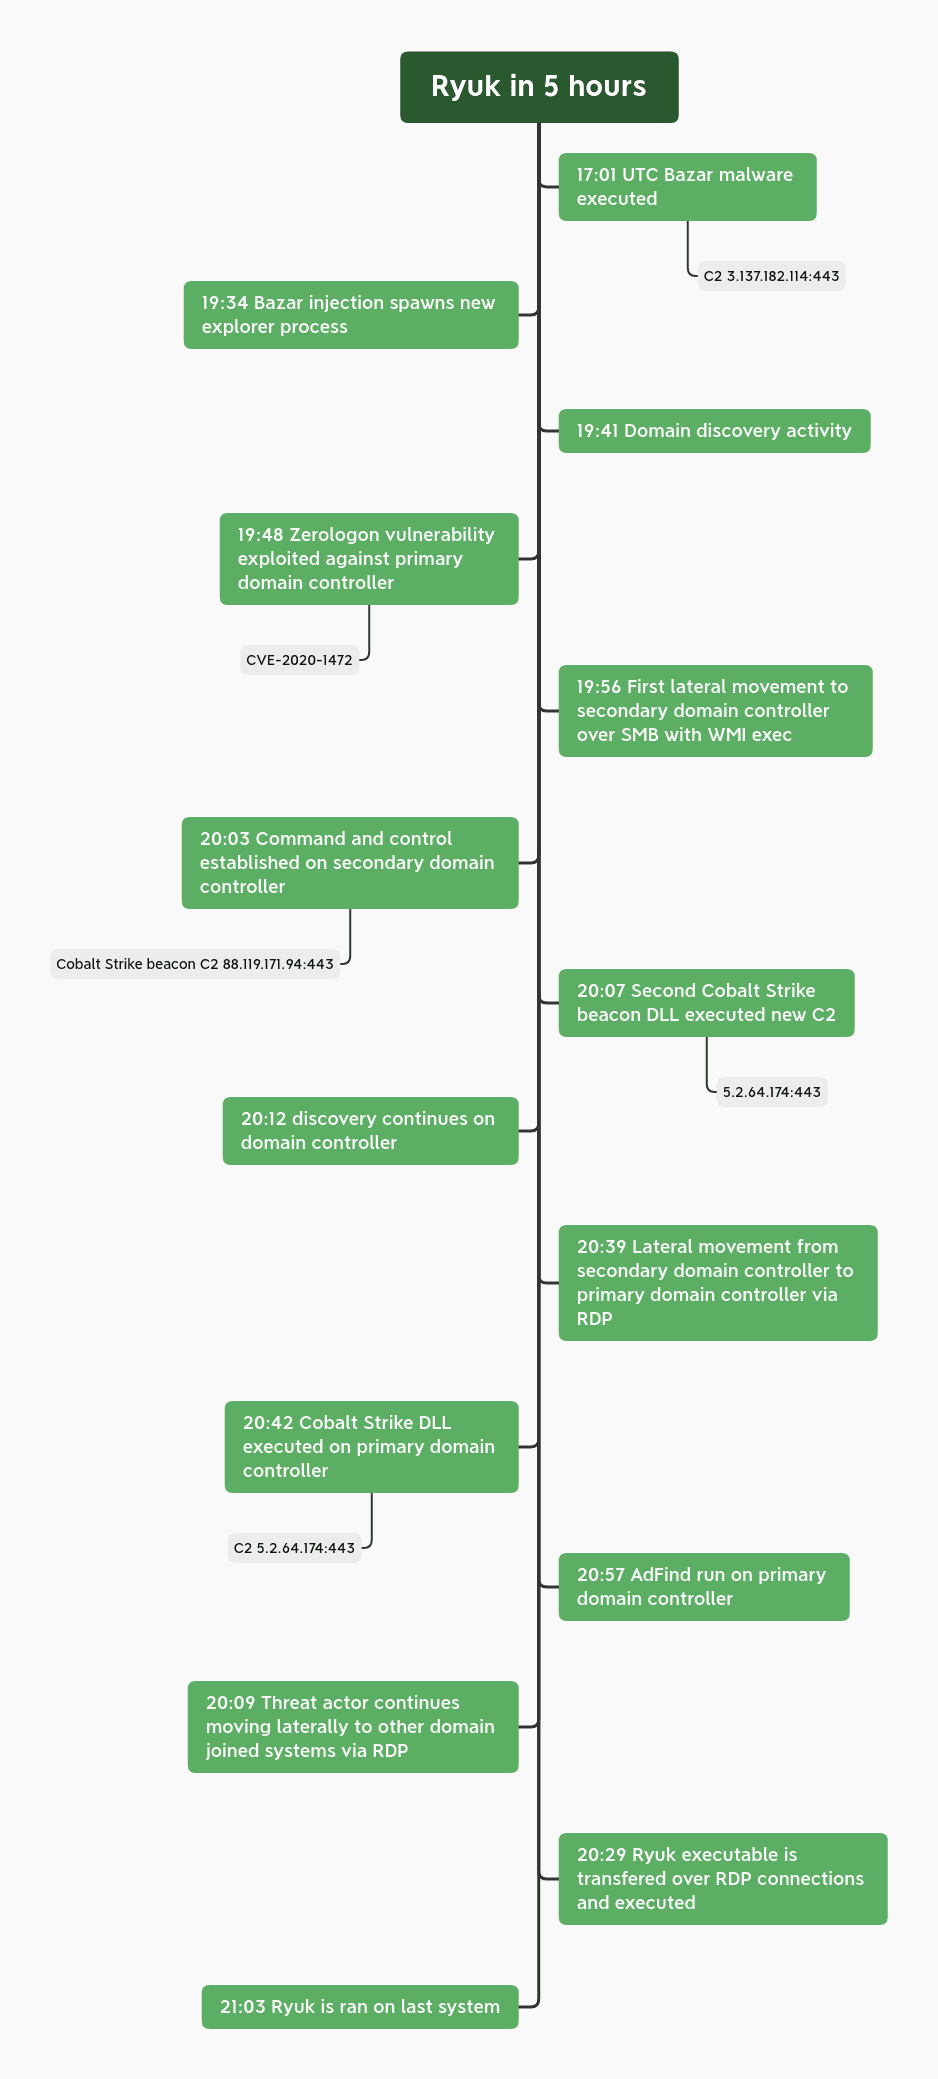 Ryuk in 5 hours
17:01 UTC Bazar malware
executed
C2 3.137.182.114:443
19:34 Bazar injection spawns new
explorer process
19:41 Domain discovery activity
19:48 Zerologon vulnerability
exploited against primary
domain controller
CVE-2020-1472
19:56 First lateral movement to
secondary domain controller
over SMB with WMI exec
20:03 Command and control
established on secondary domain
controller
Cobalt Strike beacon C2 88.119.171.94:443
20:07 Second Cobalt Strike
beacon DLL executed new C2
5.2.64.174:443
20:12 discovery continues on
domain controller
20:39 Lateral movement from
secondary domain controller to
primary domain controller via
RDP
20:42 Cobalt Strike DLL
executed on primary domain
controller
C2 5.2.64.174:443
20:57 AdFind run on primary
domain controller
20:09 Threat actor continues
moving laterally to other domain
joined systems via RDP
20:29 Ryuk executable is
transfered over RDP connections
and executed
21:03 Ryuk is ran on last system